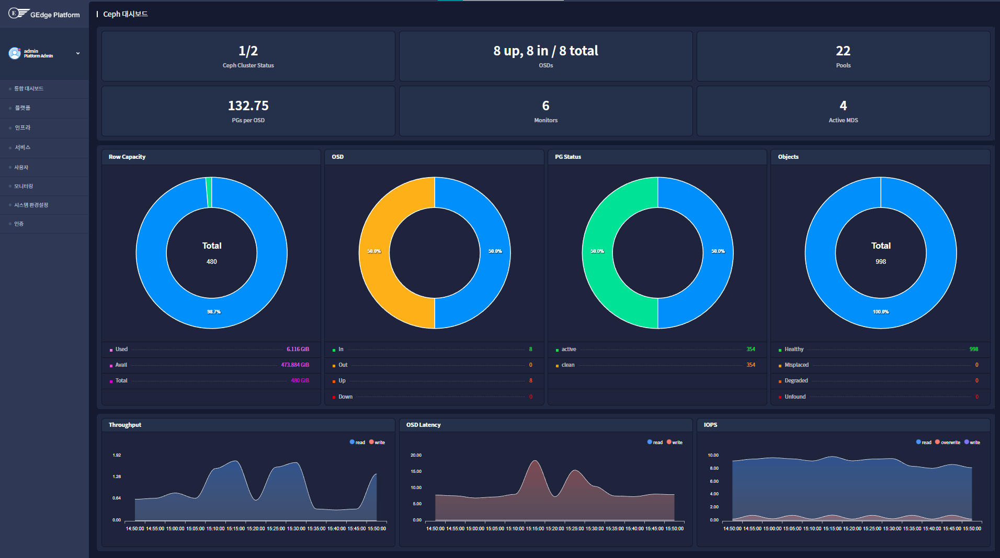 E GEdge Platform
admin
Platform Admin
통합 대시보드
플랫폼
인프라
서비스
사용자
모니터링
시스템 환경설정
인증
Ceph 대시보드
1/2
Ceph Cluster Status
8 up, 8 in / 8 total
OSDs
22
Pools
132.75
PGs per OSD
6
Monitors
4
Active MDS
Row Capacity
Total
480
98.7%
Used 6.116 GiB
Avail 473.884 GiB
Total 480 GiB
OSD
50.0% 50.0%
In 8
Out 0
Up 8
Down 0
PG Status
50.0% 50.0%
active 354
clean 354
Objects
Total
998
100.0%
Healthy 998
Misplaced 0
Degraded 0
Unfound 0
Throughput
read write
1.92
1.28
0.64
0.00
14:50:00 14:55:00 15:00:00 15:05:00 15:10:00 15:15:00 15:20:00 15:25:00 15:30:00 15:35:00 15:40:00 15:45:00 15:50:00
OSD Latency
read write
20.00
15.00
10.00
5.00
0.00
14:50:00 14:55:00 15:00:00 15:05:00 15:10:00 15:15:00 15:20:00 15:25:00 15:30:00 15:35:00 15:40:00 15:45:00 15:50:00
IOPS
read overwrite write
10.00
8.00
6.00
4.00
2.00
0.00
14:50:00 14:55:00 15:00:00 15:05:00 15:10:00 15:15:00 15:20:00 15:25:00 15:30:00 15:35:00 15:40:00 15:45:00 15:50:00